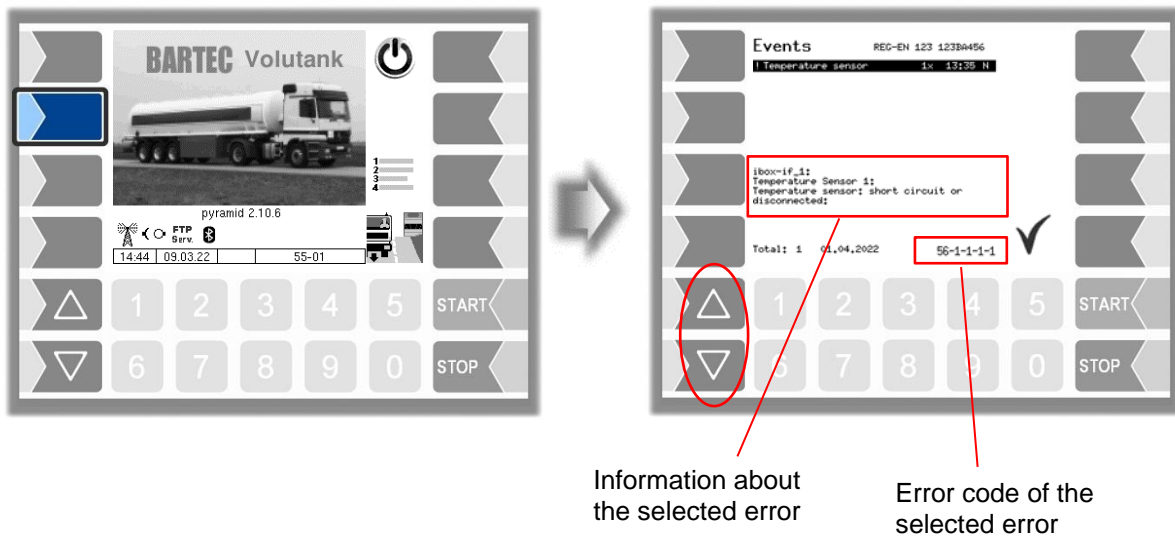 BARTEC Volutank
1
2
3
4
pyramid 2.10.6
FTP
Serv.
14:44 09.03.22 55-01
1 2 3 4 5 START
6 7 8 9 0 STOP
Events REG-EN 123 123BA456
! Temperature sensor 1x 13:35 N
ibox-if_1:
Temperature Sensor 1:
Temperature sensor: short circuit or
disconnected;
Total: 1 01.04.2022 56-1-1-1-1
1 2 3 4 5 START
6 7 8 9 0 STOP
Information about
the selected error
Error code of the
selected error